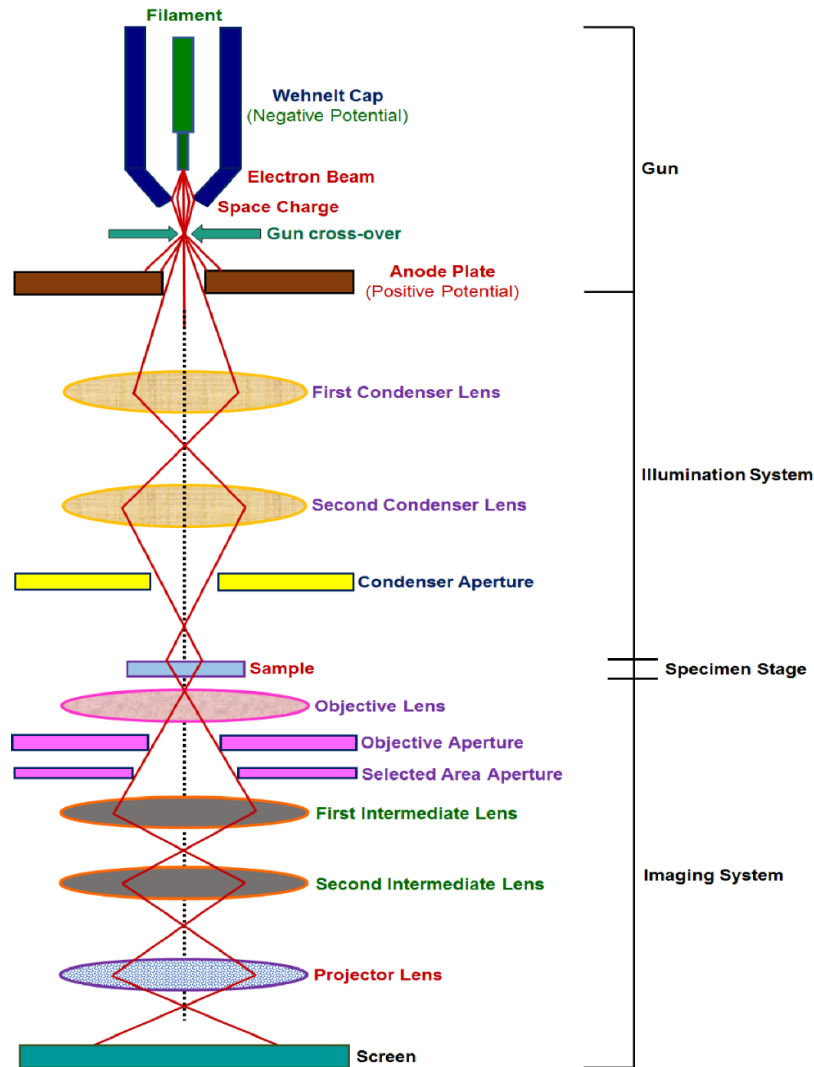 Filament
Wehnelt Cap
(Negative Potential)
Electron Beam
Gun
Space Charge
Gun cross-over
Anode Plate
(Positive Potential)
First Condenser Lens
Illumination System
Second Condenser Lens
Condenser Aperture
Sample
Specimen Stage
Objective Lens
Objective Aperture
Selected Area Aperture
First Intermediate Lens
Imaging System
Second Intermediate Lens
Projector Lens
Screen